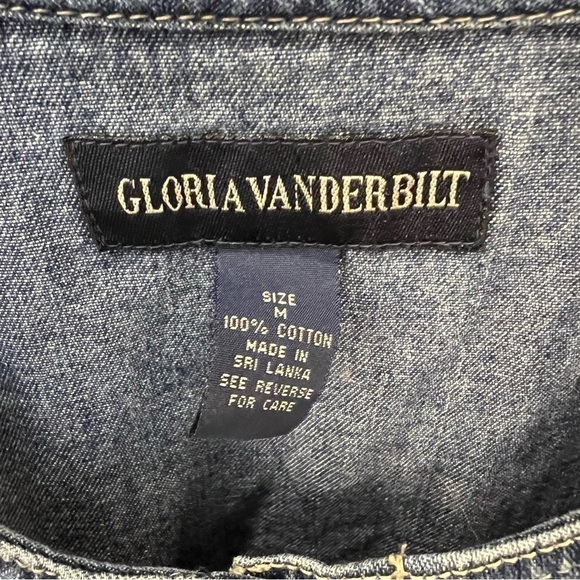 GLORIA VANDERBILT
SIZE
M
100% COTTON
MADE IN
SRI LANKA
SEE REVERSE
FOR CARE